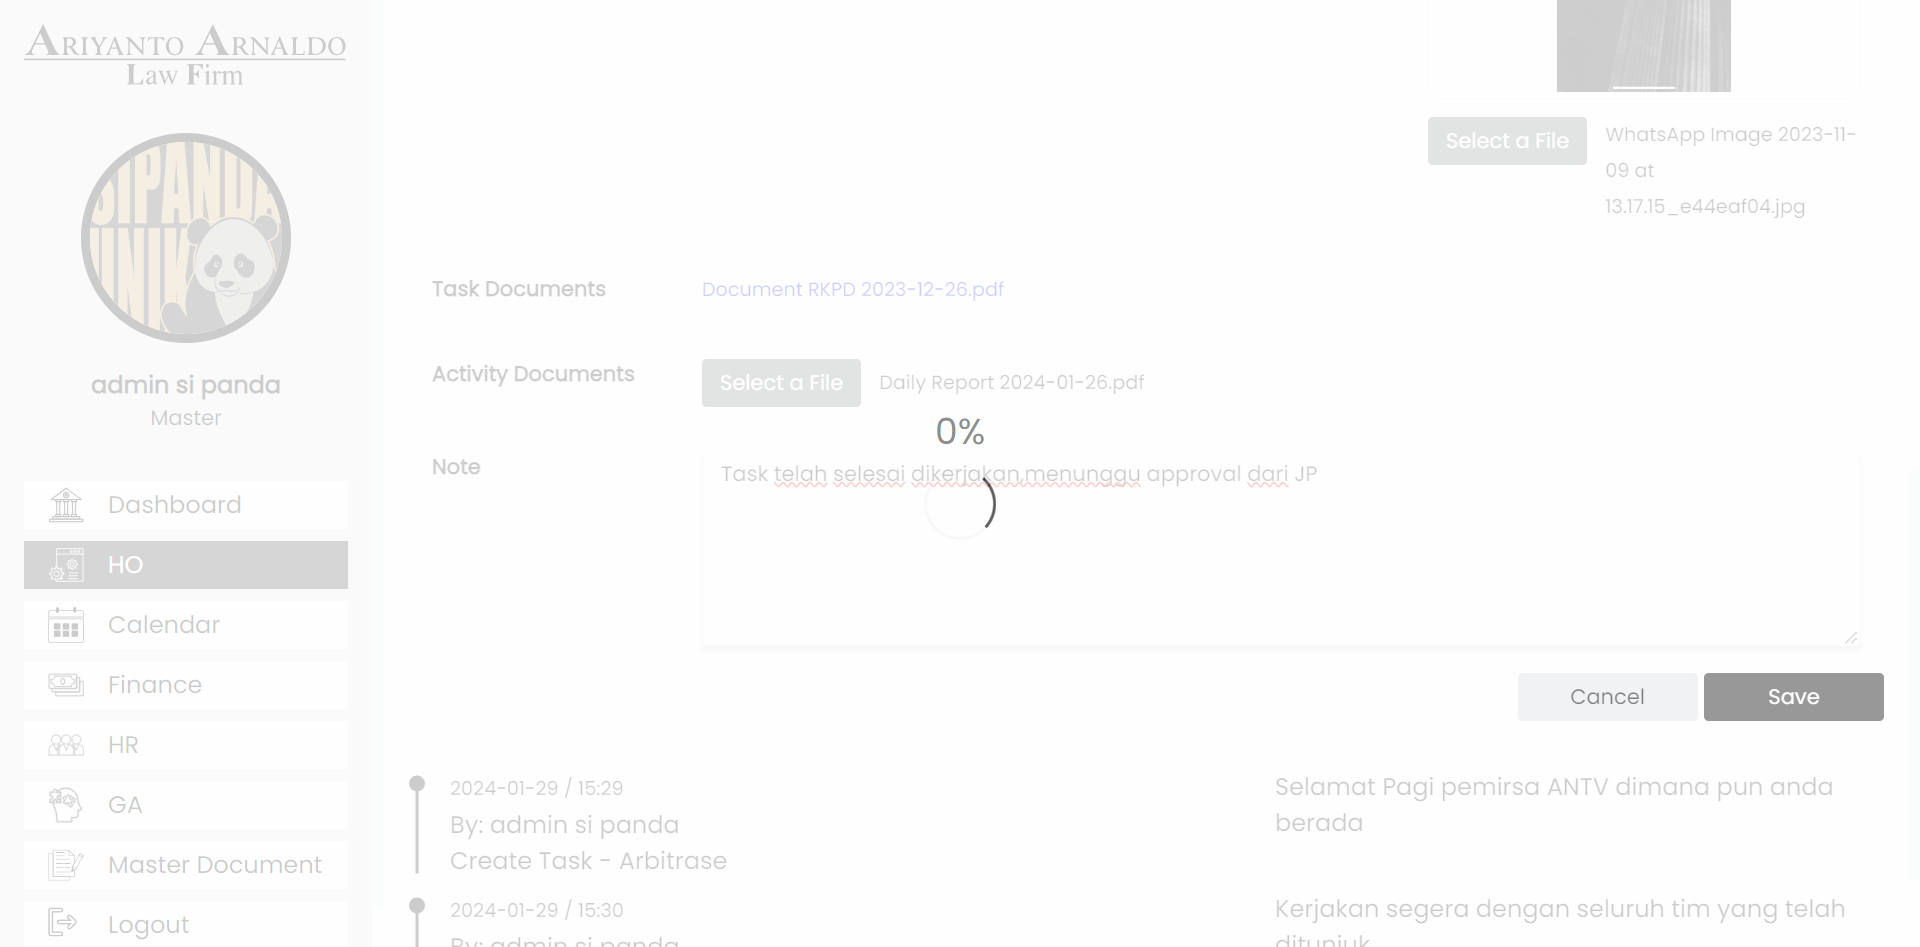 ARIYANTO ARNALDO
Law Firm
SIPANDA
UNIK
admin si panda
Master
Dashboard
HO
Calendar
Finance
HR
GA
Master Document
Logout
Select a File
WhatsApp Image 2023-11-
09 at
13.17.15_e44eaf04.jpg
Task Documents
Document RKPD 2023-12-26.pdf
Activity Documents
Select a File
Daily Report 2024-01-26.pdf
0%
Note
Task telah selesai dikerjakan,menunggu approval dari JP
Cancel
Save
2024-01-29 / 15:29
By: admin si panda
Create Task - Arbitrase
Selamat Pagi pemirsa ANTV dimana pun anda
berada
2024-01-29 / 15:30
By: admin si panda
Kerjakan segera dengan seluruh tim yang telah
ditunjuk